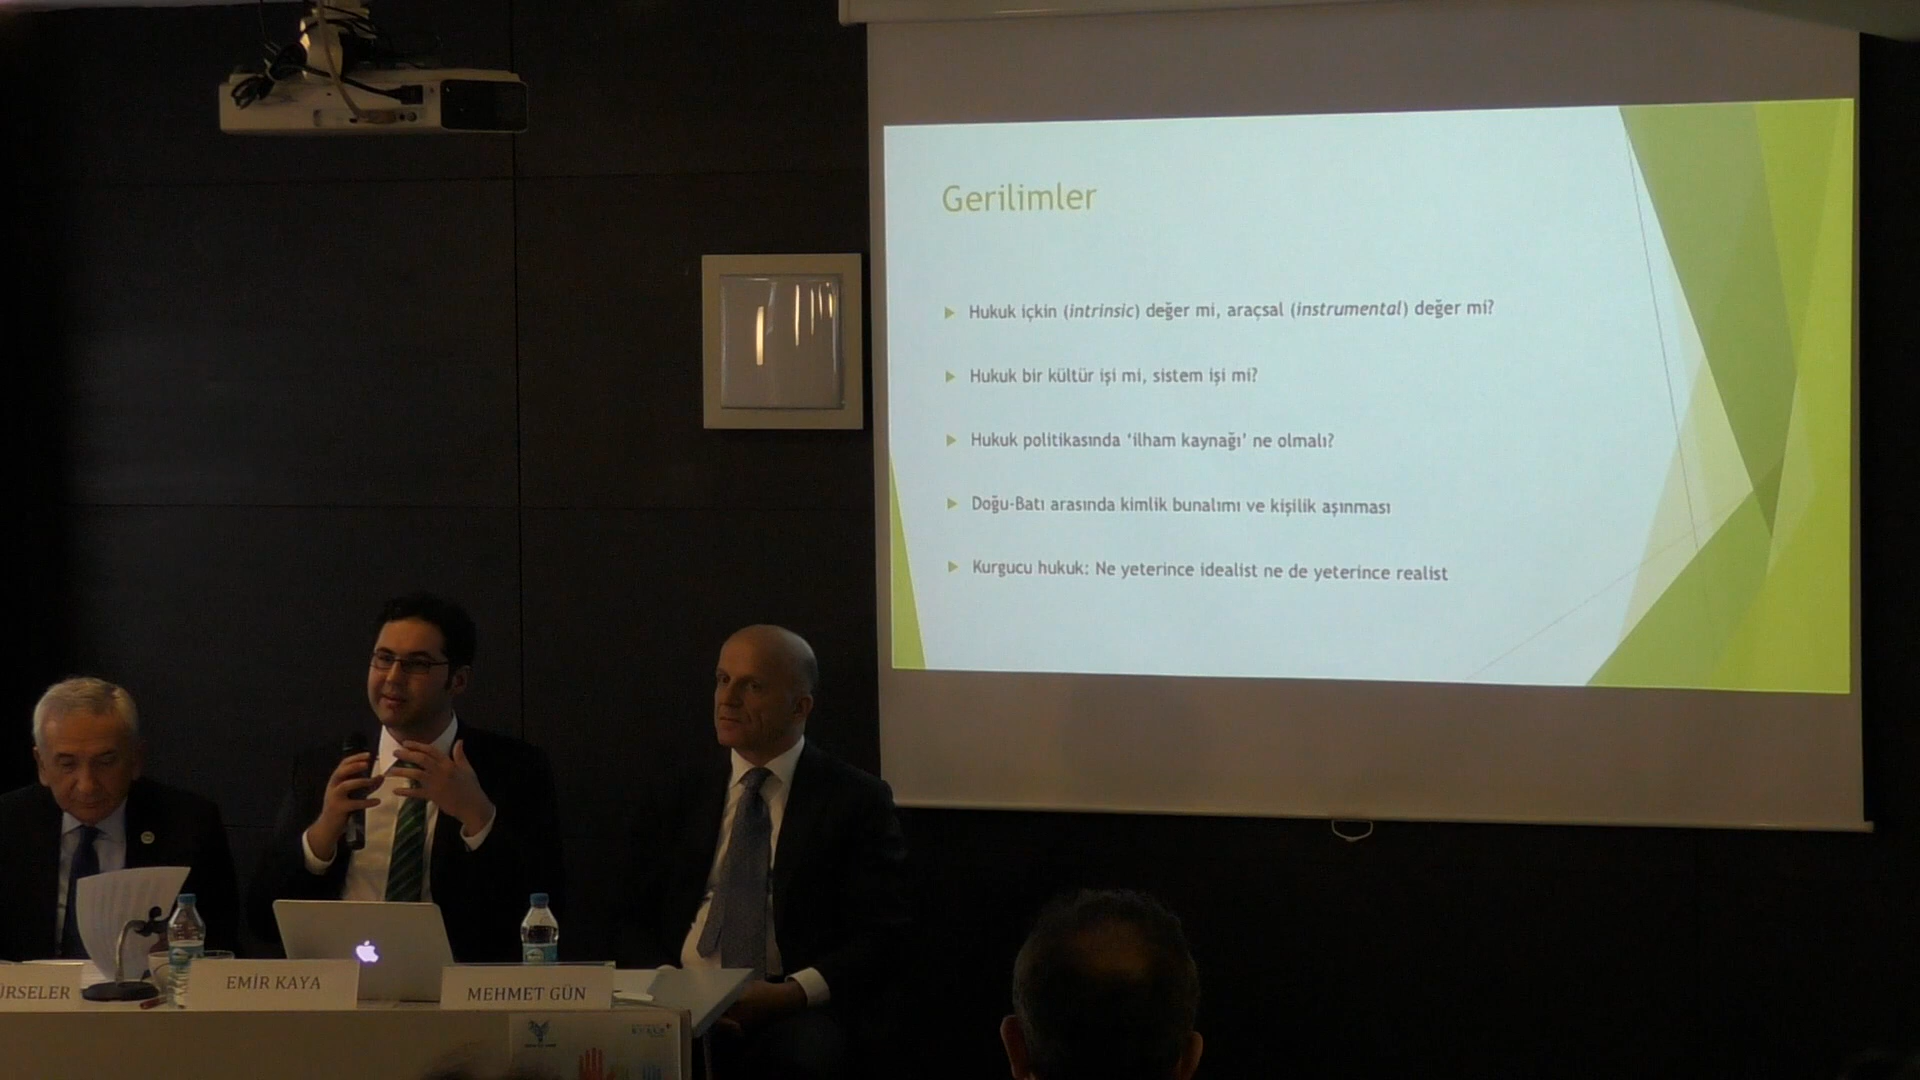 Gerilimler
Hukuk içkin (intrinsic) değer mi, araçsal (instrumental) değer mi?
Hukuk bir kültür işi mi, sistem işi mi?
Hukuk politikasında ‘ilham kaynağı’ ne olmalı?
Doğu-Batı arasında kimlik bunalımı ve kişilik aşınması
Kurgucu hukuk: Ne yeterince idealist ne de yeterince realist
ÜRSELER
EMİR KAYA
MEHMET GÜN